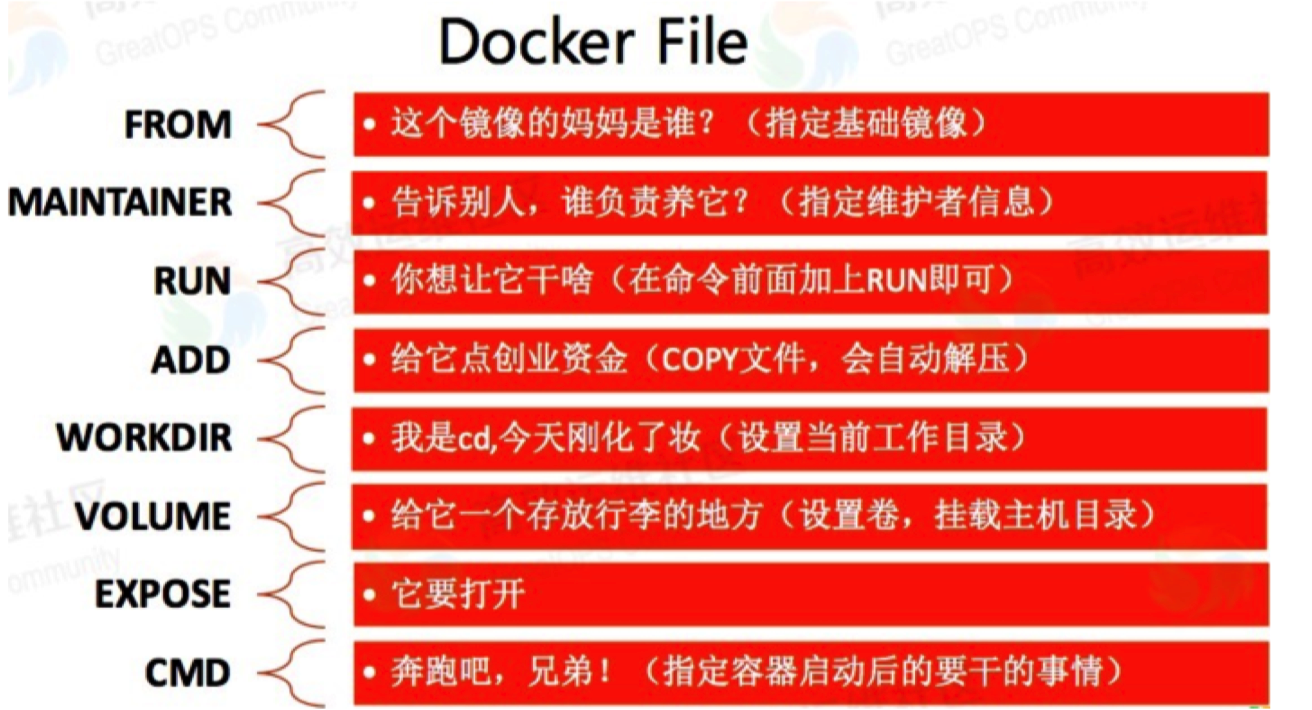 GreatOPS Community
GreatOPS Community
Docker File
FROM
• 这个镜像的妈妈是谁？（指定基础镜像）
MAINTAINER
• 告诉别人，谁负责养它？（指定维护者信息）
RUN
• 你想让它干啥（在命令前面加上RUN即可）
ADD
• 给它点创业资金（COPY文件，会自动解压）
WORKDIR
• 我是cd,今天刚化了妆（设置当前工作目录）
VOLUME
• 给它一个存放行李的地方（设置卷，挂载主机目录）
EXPOSE
• 它要打开
CMD
• 奔跑吧，兄弟！（指定容器启动后的要干的事情）